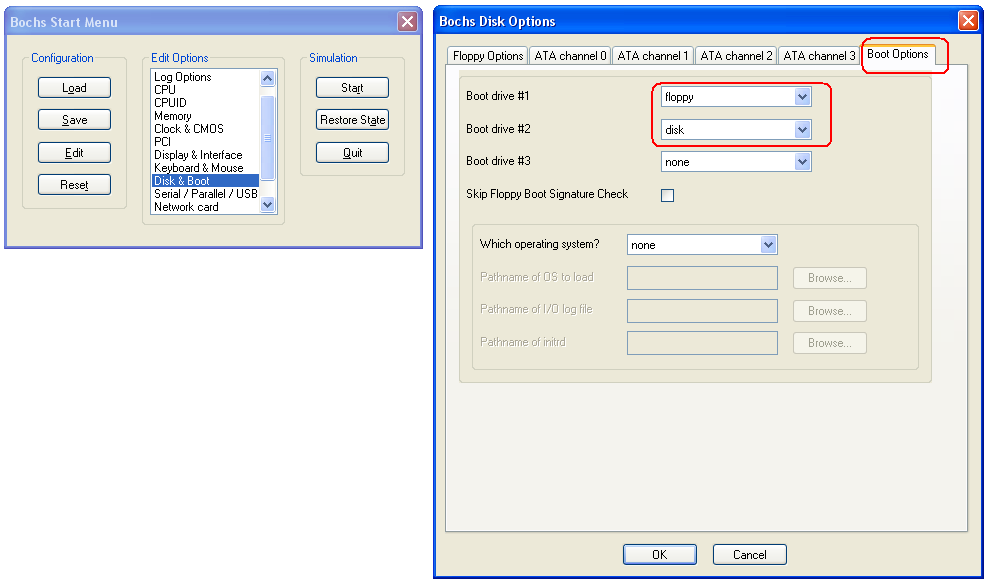 Bochs Start Menu
Configuration
Load
Save
Edit
Reset
Edit Options
Log Options
CPU
CPUID
Memory
Clock & CMOS
PCI
Display & Interface
Keyboard & Mouse
Disk & Boot
Serial / Parallel / USB
Network card
Simulation
Start
Restore State
Quit
Bochs Disk Options
Floppy Options ATA channel 0 ATA channel 1 ATA channel 2 ATA channel 3 Boot Options
Boot drive #1 floppy
Boot drive #2 disk
Boot drive #3 none
Skip Floppy Boot Signature Check
Which operating system? none
Pathname of OS to load Browse...
Pathname of I/O log file Browse...
Pathname of initrd Browse...
OK Cancel